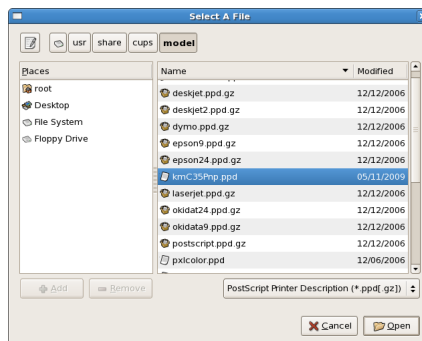 Select A File
usr share cups model
Places
root
Desktop
File System
Floppy Drive
Name Modified
deskjet.ppd.gz 12/12/2006
deskjet2.ppd.gz 12/12/2006
dymo.ppd.gz 12/12/2006
epson9.ppd.gz 12/12/2006
epson24.ppd.gz 12/12/2006
kmC35Pnp.ppd 05/11/2009
laserjet.ppd.gz 12/12/2006
okidat24.ppd.gz 12/12/2006
okidata9.ppd.gz 12/12/2006
postscript.ppd.gz 12/12/2006
pxlcolor.ppd 12/06/2006
Add Remove PostScript Printer Description (*.ppd[.gz])
Cancel Open